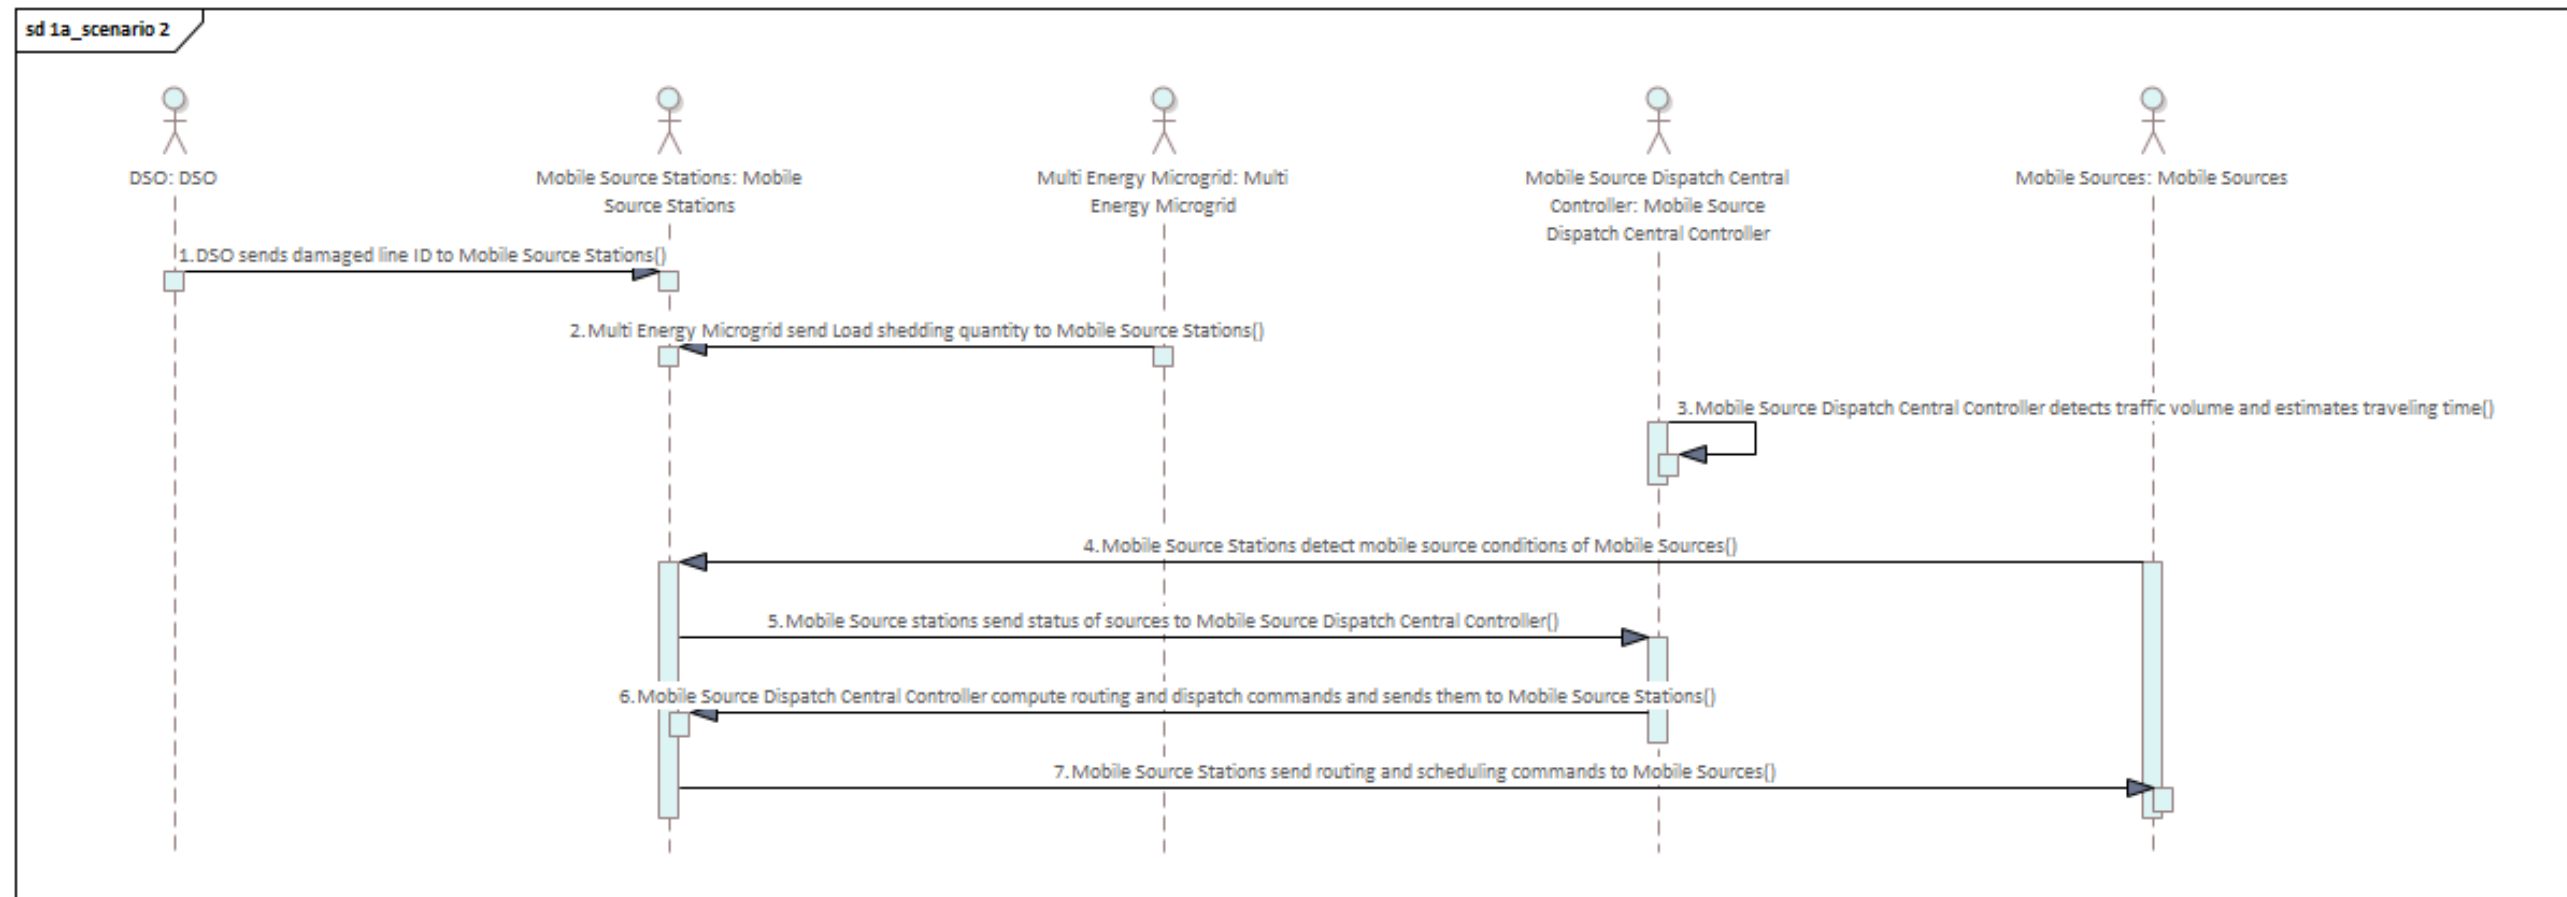 sd 1a_scenario 2
DSO: DSO
Mobile Source Stations: Mobile
Source Stations
Multi Energy Microgrid: Multi
Energy Microgrid
Mobile Source Dispatch Central
Controller: Mobile Source
Dispatch Central Controller
Mobile Sources: Mobile Sources
1.DSO sends damaged line ID to Mobile Source Stations()
2.Multi Energy Microgrid send Load shedding quantity to Mobile Source Stations()
3.Mobile Source Dispatch Central Controller detects traffic volume and estimates traveling time()
4.Mobile Source Stations detect mobile source conditions of Mobile Sources()
5.Mobile Source stations send status of sources to Mobile Source Dispatch Central Controller()
6.Mobile Source Dispatch Central Controller compute routing and dispatch commands and sends them to Mobile Source Stations()
7.Mobile Source Stations send routing and scheduling commands to Mobile Sources()